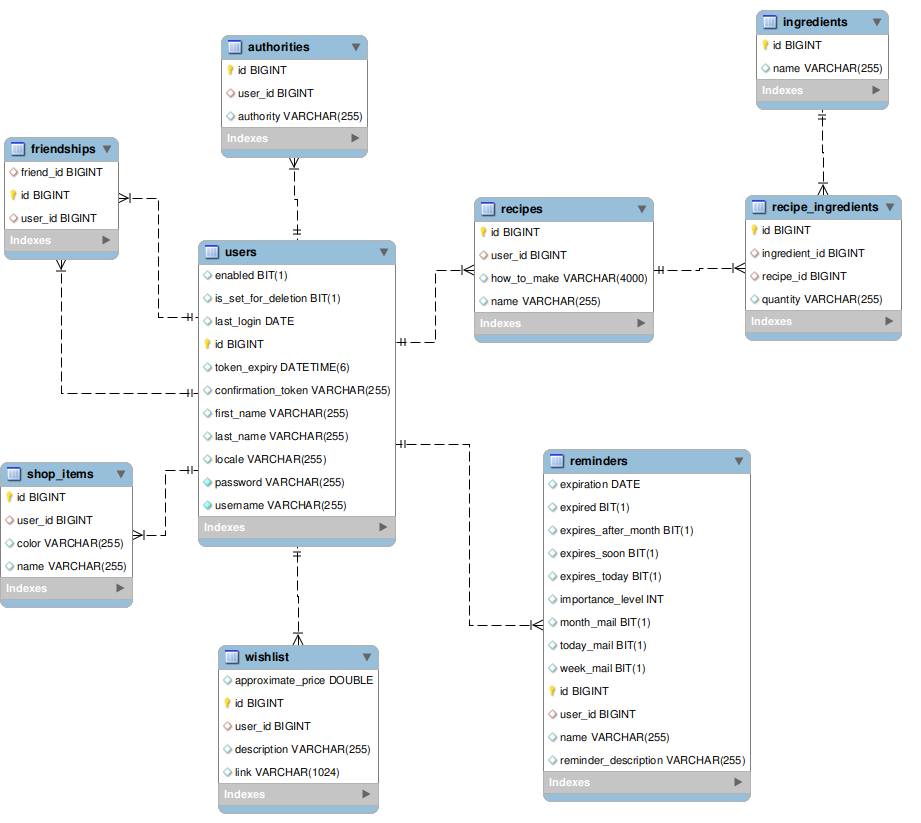 ingredients
id BIGINT
name VARCHAR(255)
Indexes
authorities
id BIGINT
user_id BIGINT
authority VARCHAR(255)
Indexes
friendships
friend_id BIGINT
id BIGINT
user_id BIGINT
Indexes
recipes
id BIGINT
user_id BIGINT
how_to_make VARCHAR(4000)
name VARCHAR(255)
Indexes
recipe_ingredients
id BIGINT
ingredient_id BIGINT
recipe_id BIGINT
quantity VARCHAR(255)
Indexes
users
enabled BIT(1)
is_set_for_deletion BIT(1)
last_login DATE
id BIGINT
token_expiry DATETIME(6)
confirmation_token VARCHAR(255)
first_name VARCHAR(255)
last_name VARCHAR(255)
locale VARCHAR(255)
password VARCHAR(255)
username VARCHAR(255)
Indexes
shop_items
id BIGINT
user_id BIGINT
color VARCHAR(255)
name VARCHAR(255)
Indexes
reminders
expiration DATE
expired BIT(1)
expires_after_month BIT(1)
expires_soon BIT(1)
expires_today BIT(1)
importance_level INT
month_mail BIT(1)
today_mail BIT(1)
week_mail BIT(1)
id BIGINT
user_id BIGINT
name VARCHAR(255)
reminder_description VARCHAR(255)
Indexes
wishlist
approximate_price DOUBLE
id BIGINT
user_id BIGINT
description VARCHAR(255)
link VARCHAR(1024)
Indexes